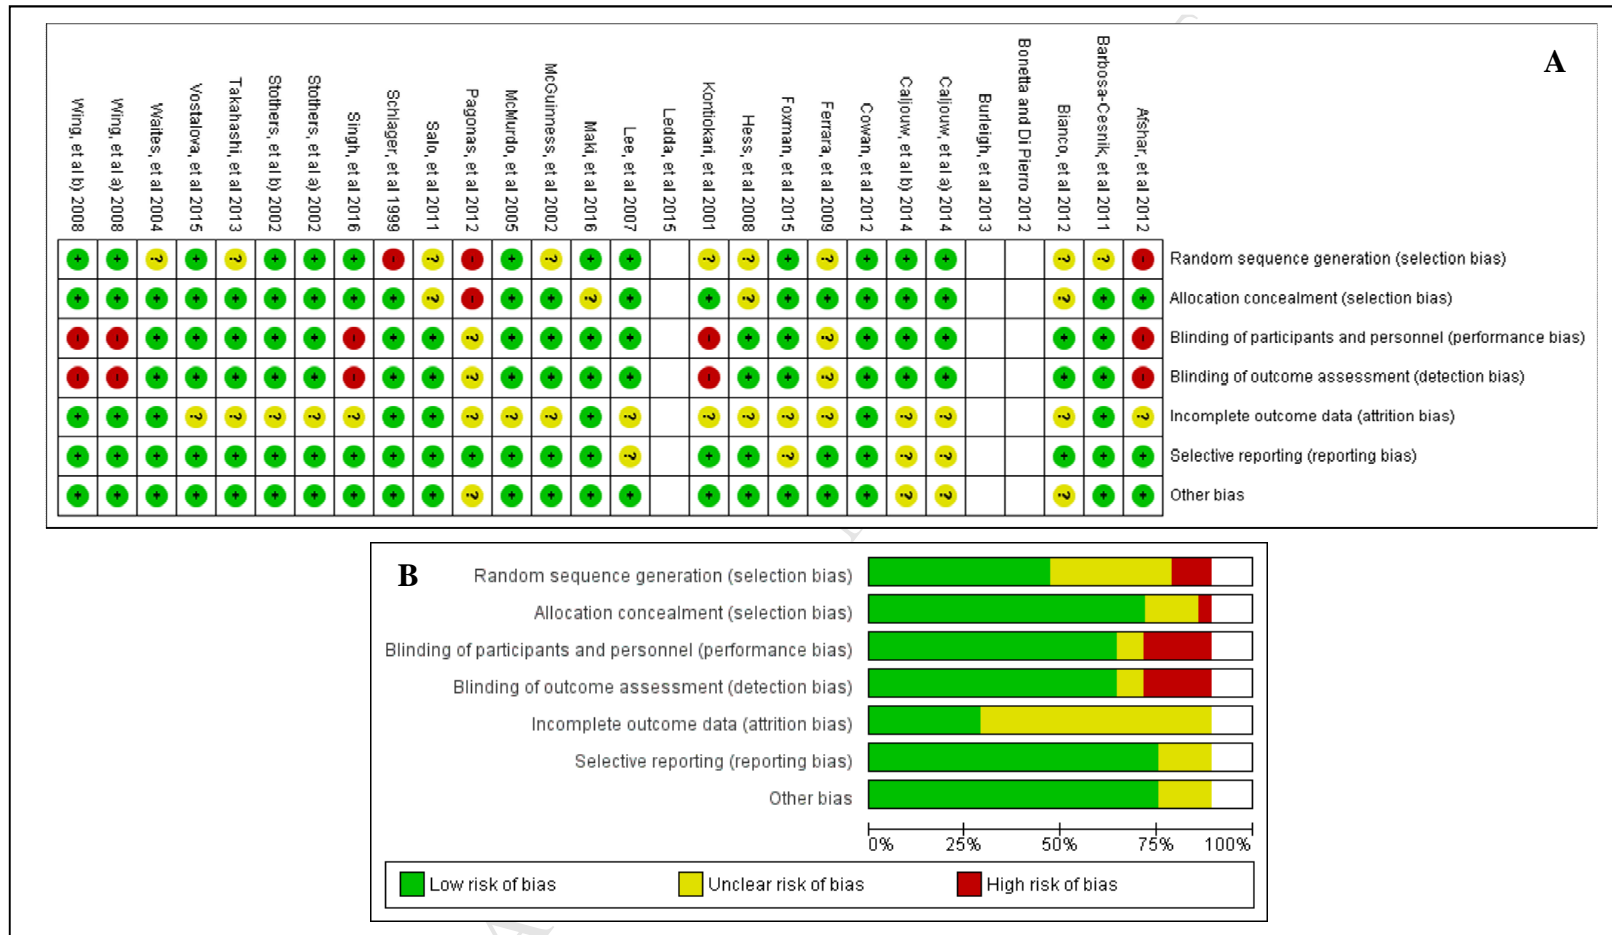 A
Wing, et al b) 2008
Wing, et al a) 2008
Waites, et al 2004
Vostalova, et al 2015
Takahashi, et al 2013
Stothers, et al b) 2002
Stothers, et al a) 2002
Singh, et al 2016
Schlager, et al 1999
Salo, et al 2011
Pagonas, et al 2012
McMurdo, et al 2005
McGuinness, et al 2002
Maki, et al 2016
Lee, et al 2007
Ledda, et al 2015
Kontiokari, et al 2001
Hess, et al 2008
Foxman, et al 2015
Ferrara, et al 2009
Cowan, et al 2012
Caljouw, et al b) 2014
Caljouw, et al a) 2014
Burleigh, et al 2013
Bonetta and Di Pierro 2012
Bianco, et al 2012
Barbosa-Cesnik, et al 2011
Afshar, et al 2012
+ + ? + ? + + + - ? - + ? + + ? ? + ? + + + ? ? - Random sequence generation (selection bias)
+ + + + + + + + + ? - + + ? + + ? + + + + + ? + + Allocation concealment (selection bias)
- - + + + + + - + + ? + + + + - + + ? + + + + + - Blinding of participants and personnel (performance bias)
- - + + + + + - + + ? + + + + - + + ? + + + + + - Blinding of outcome assessment (detection bias)
+ + + ? ? ? ? ? + + ? ? ? + ? ? ? ? ? + ? ? ? + ? Incomplete outcome data (attrition bias)
+ + + + + + + + + + + + + + ? + + ? + + ? ? + + + Selective reporting (reporting bias)
+ + + + + + + + + + ? + + + + + + + + + ? ? ? + + Other bias
B
Random sequence generation (selection bias)
Allocation concealment (selection bias)
Blinding of participants and personnel (performance bias)
Blinding of outcome assessment (detection bias)
Incomplete outcome data (attrition bias)
Selective reporting (reporting bias)
Other bias
0% 25% 50% 75% 100%
Low risk of bias Unclear risk of bias High risk of bias